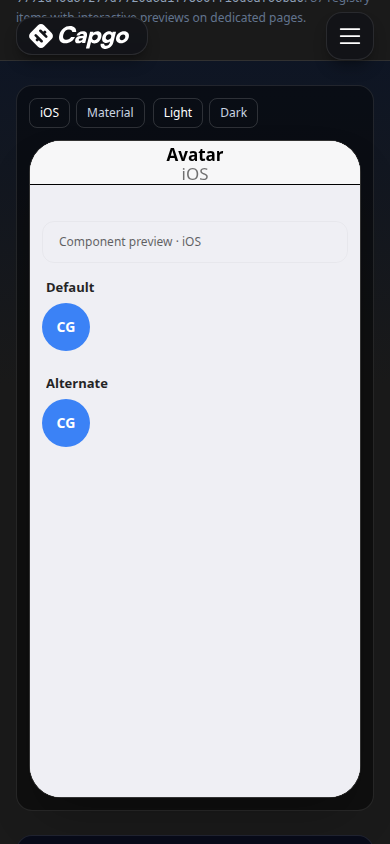 items with interactive previews on dedicated pages.
Capgo
iOS
Material
Light
Dark
Avatar
iOS
Component preview · iOS
Default
CG
Alternate
CG